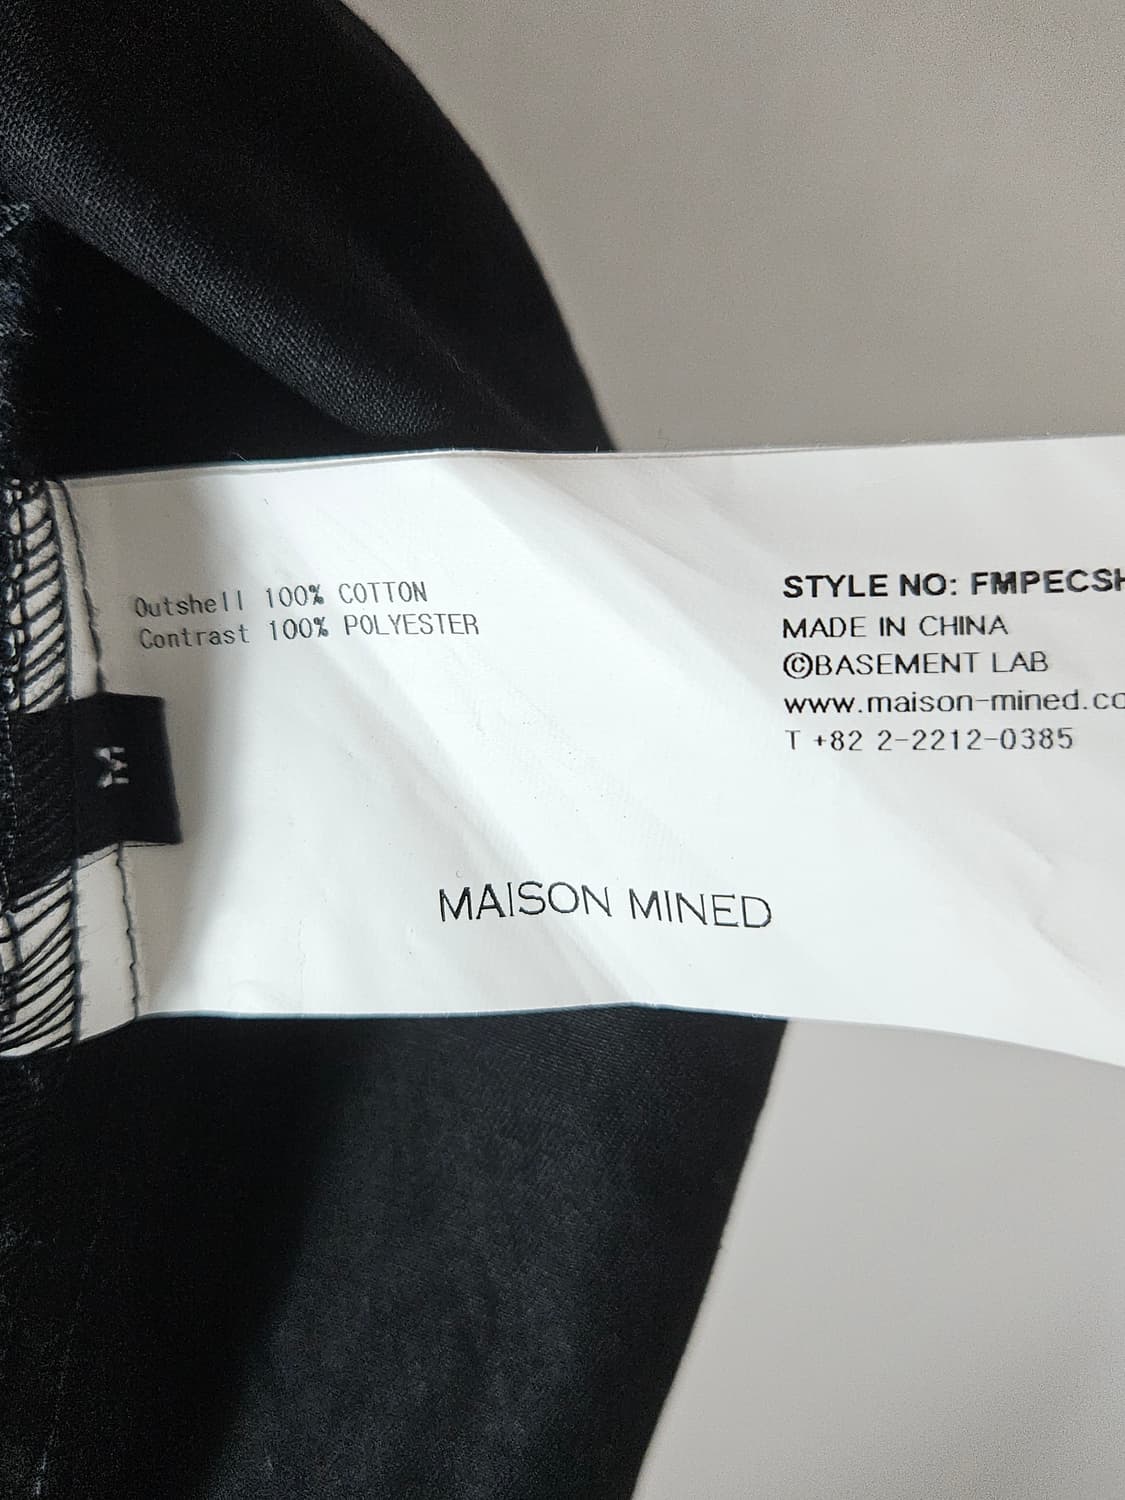 Outshell 100% COTTON
Contrast 100% POLYESTER
M
MAISON MINED
STYLE NO: FMPECSH
MADE IN CHINA
©BASEMENT LAB
www.maison-mined.co
T +82 2-2212-0385